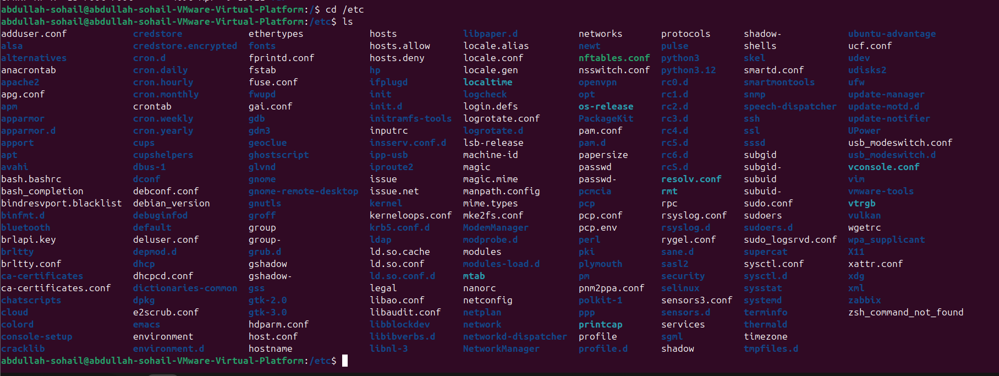 abdullah-sohail@abdullah-sohail-VMware-Virtual-Platform:/$ cd /etc
abdullah-sohail@abdullah-sohail-VMware-Virtual-Platform:/etc$ ls
adduser.conf credstore ethertypes hosts libpaper.d networks protocols shadow- ubuntu-advantage
alsa credstore.encrypted fonts hosts.allow locale.alias newt pulse shells ucf.conf
alternatives cron.d fprintd.conf hosts.deny locale.conf nftables.conf python3 skel udev
anacrontab cron.daily fstab hp locale.gen nsswitch.conf python3.12 smartd.conf udisks2
apache2 cron.hourly fuse.conf ifplugd localtime openvpn rc0.d smartmontools ufw
apg.conf cron.monthly fwupd init logcheck opt rc1.d snmp update-manager
apm crontab gai.conf init.d login.defs os-release rc2.d speech-dispatcher update-motd.d
apparmor cron.weekly gdb initramfs-tools logrotate.conf PackageKit rc3.d ssh update-notifier
apparmor.d cron.yearly gdm3 inputrc logrotate.d pam.conf rc4.d ssl UPower
apport cups geoclue insserv.conf.d lsb-release pam.d rc5.d sssd usb_modeswitch.conf
apt cupshelpers ghostscript ipp-usb machine-id papersize rc6.d subgid usb_modeswitch.d
avahi dbus-1 glvnd iproute2 magic passwd rcS.d subgid- vconsole.conf
bash.bashrc dconf gnome issue magic.mime passwd- resolv.conf subuid vim
bash_completion debconf.conf gnome-remote-desktop issue.net manpath.config pcmcia rmt subuid- vmware-tools
bindresvport.blacklist debian_version gnutls kernel mime.types pcp rpc sudo.conf vtrgb
binfmt.d debuginfod groff kerneloops.conf mke2fs.conf pcp.conf rsyslog.conf sudoers vulkan
bluetooth default group krb5.conf.d ModemManager pcp.env rsyslog.d sudoers.d wgetrc
brlapi.key deluser.conf group- ldap modprobe.d perl rygel.conf sudo_logsrvd.conf wpa_supplicant
brltty depmod.d grub.d ld.so.cache modules pki sane.d supercat X11
brltty.conf dhcp gshadow ld.so.conf modules-load.d plymouth sasl2 sysctl.conf xattr.conf
ca-certificates dhcpcd.conf gshadow- ld.so.conf.d mtab pm security sysctl.d xdg
ca-certificates.conf dictionaries-common gss legal nanorc pnm2ppa.conf selinux sysstat xml
chatscripts dpkg gtk-2.0 libao.conf netconfig polkit-1 sensors3.conf systemd zabbix
cloud e2scrub.conf gtk-3.0 libaudit.conf netplan ppp sensors.d terminfo zsh_command_not_found
colord emacs hdparm.conf libblockdev network printcap services thermald
console-setup environment host.conf libibverbs.d networkd-dispatcher profile sgml timezone
cracklib environment.d hostname libnl-3 NetworkManager profile.d shadow tmpfiles.d
abdullah-sohail@abdullah-sohail-VMware-Virtual-Platform:/etc$